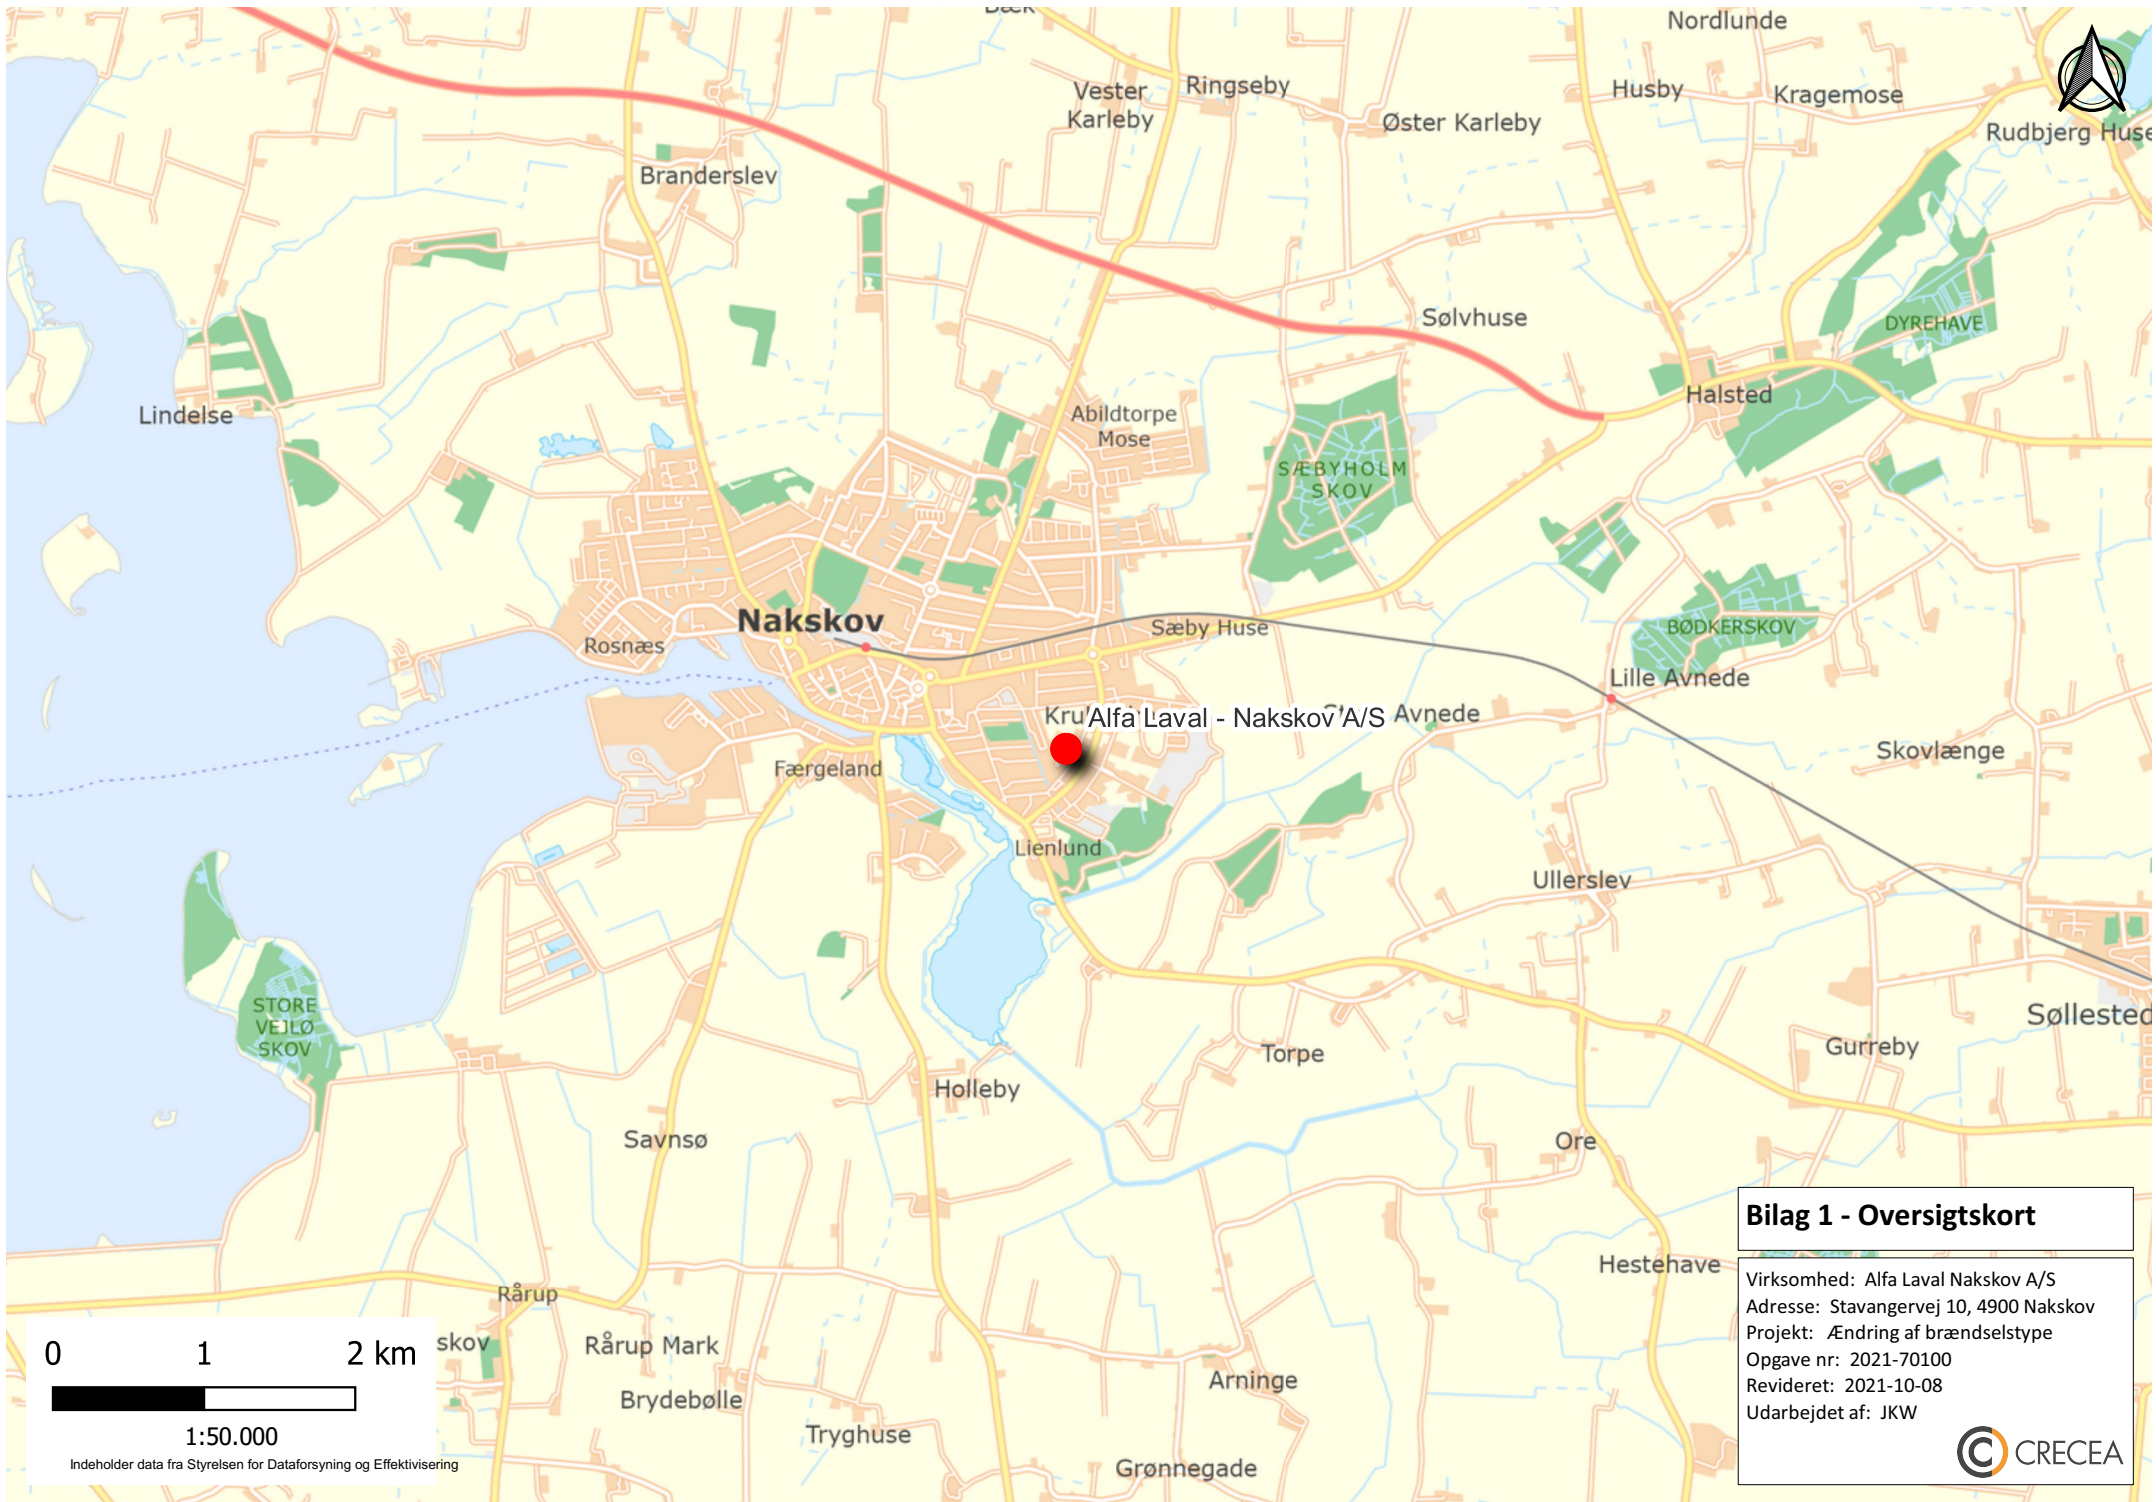 Nordlunde
Vester
Karleby
Ringseby
Husby
Kragemose
Øster Karleby
Rudbjerg Huse
Branderslev
Sølvhuse
DYREHAVE
Halsted
Lindelse
Abildtorpe
Mose
SÆBYHOLM
SKOV
Nakskov
Rosnæs
Sæby Huse
BØDKERSKOV
Lille Avnede
Alfa Laval - Nakskov A/S
Avnede
Skovlænge
Færgeland
Lienlund
Ullerslev
STORE
VEJLØ
SKOV
Søllested
Torpe
Gurreby
Holleby
Savnsø
Ore
Hestehave
Rårup
skov
Rårup Mark
Brydebølle
Arninge
Tryghuse
Grønnegade
0 1 2 km
1:50.000
Indeholder data fra Styrelsen for Dataforsyning og Effektivisering
Bilag 1 - Oversigtskort
Virksomhed: Alfa Laval Nakskov A/S
Adresse: Stavangervej 10, 4900 Nakskov
Projekt: Ændring af brændselstype
Opgave nr: 2021-70100
Revideret: 2021-10-08
Udarbejdet af: JKW
CRECEA